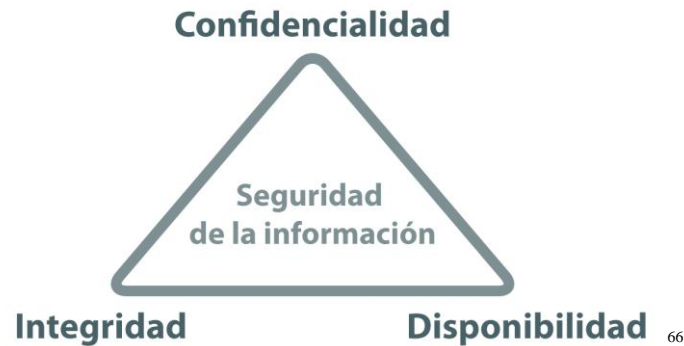 Confidencialidad
Seguridad
de la información
Integridad
Disponibilidad
66